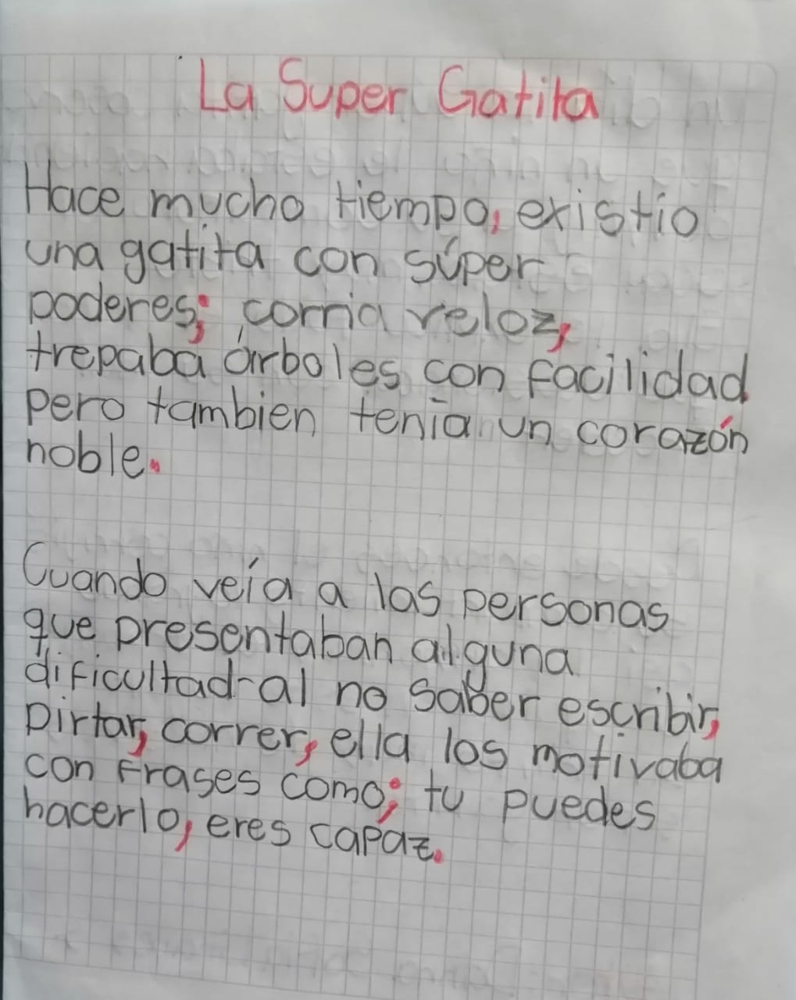 La Super Gatita
Hace mucho tiempo, existio
una gatita con súper
poderes; corria veloz,
trepaba árboles con facilidad
pero tambien tenía un corazón
noble.
Cuando veía a las personas
que presentaban alguna
dificultad-al no saber escribir,
Pirtar, correr, ella los motivaba
con frases como; tu puedes
hacerlo, eres capáz.